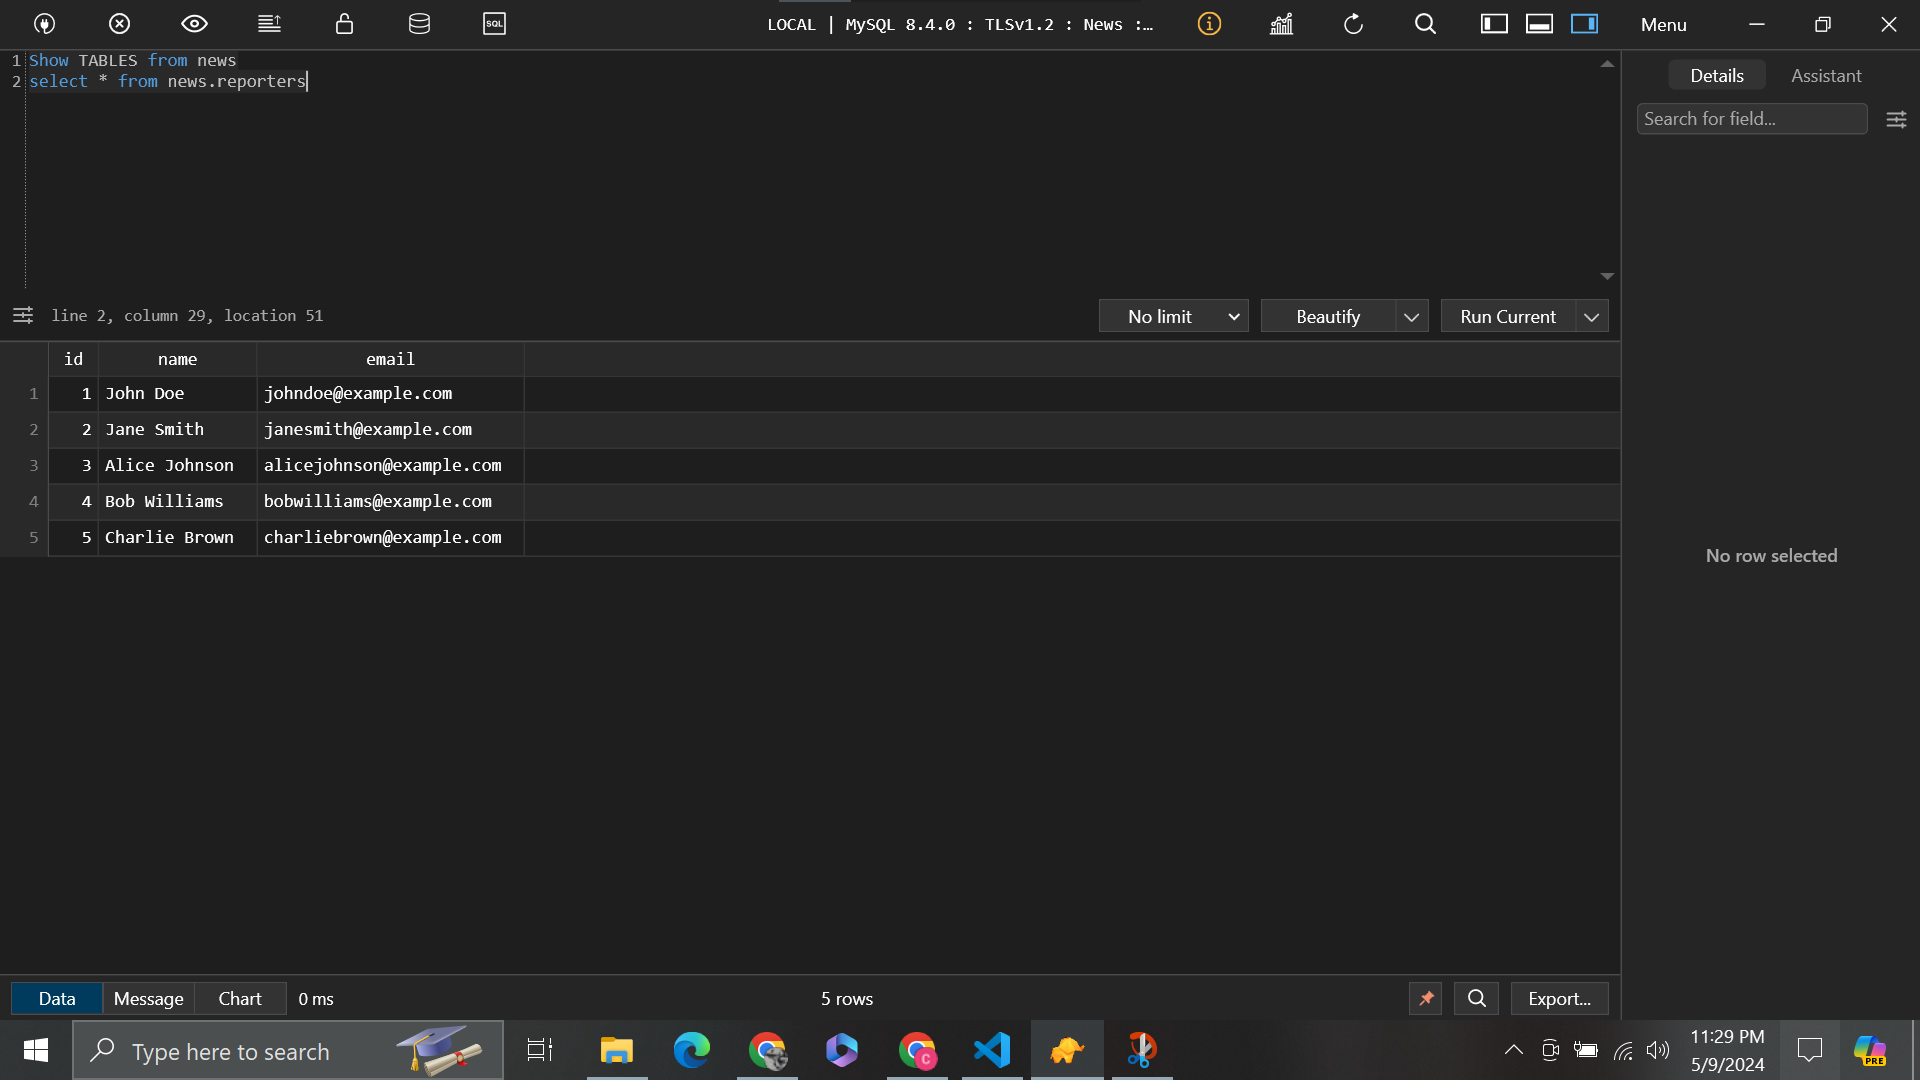 SQL
LOCAL | MySQL 8.4.0 : TLSv1.2 : News :...
Menu
1 Show TABLES from news
2 select * from news.reporters
Details Assistant
Search for field...
line 2, column 29, location 51
No limit Beautify Run Current
id name email
1 1 John Doe johndoe@example.com
2 2 Jane Smith janesmith@example.com
3 3 Alice Johnson alicejohnson@example.com
4 4 Bob Williams bobwilliams@example.com
5 5 Charlie Brown charliebrown@example.com
No row selected
Data Message Chart 0 ms 5 rows Export...
Type here to search
C
11:29 PM
5/9/2024
PRE